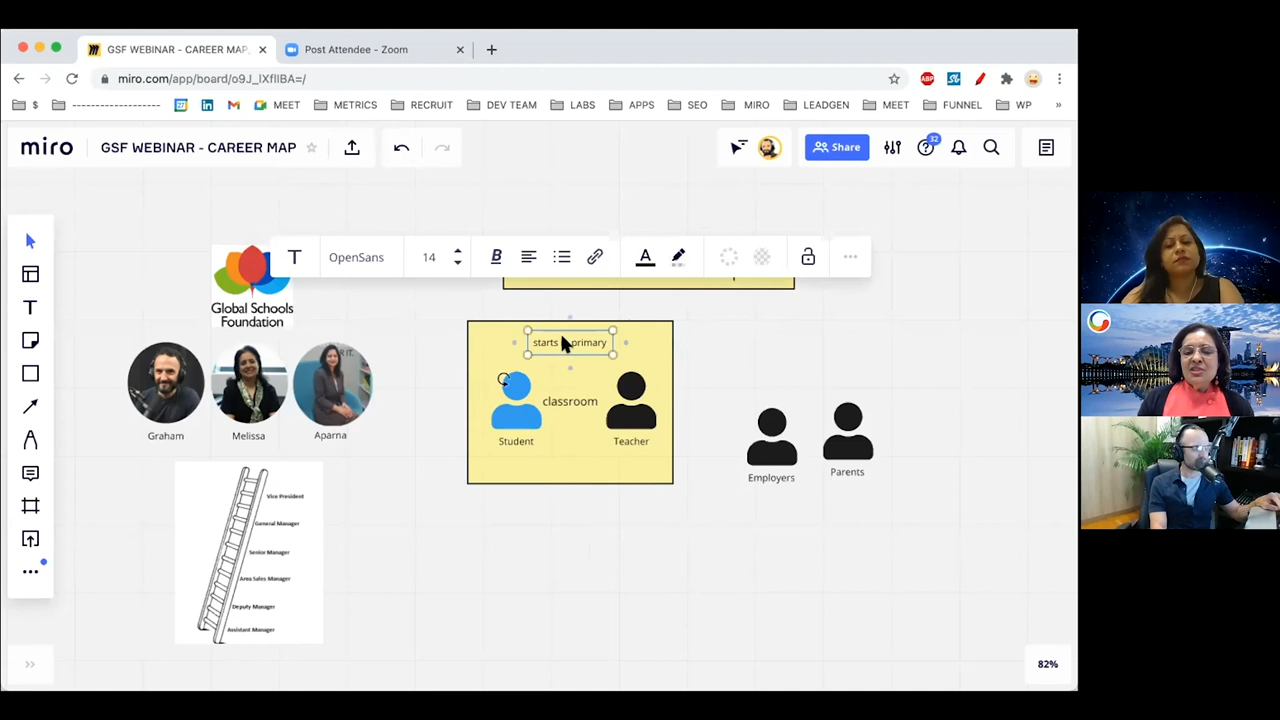 GSF WEBINAR - CAREER MAP,
Post Attendee - Zoom
miro.com/app/board/o9J_lXfllBA=/
$
--------------------
MEET
METRICS
RECRUIT
DEV TEAM
LABS
APPS
SEO
MIRO
LEADGEN
MEET
FUNNEL
WP
»
miro
GSF WEBINAR - CAREER MAP
Share
32
OpenSans
14
B
A
Global Schools
Foundation
starts
primary
classroom
Student
Teacher
Graham
Melissa
Aparna
Employers
Parents
Vice President
General Manager
Senior Manager
Area Sales Manager
Deputy Manager
Assistant Manager
82%